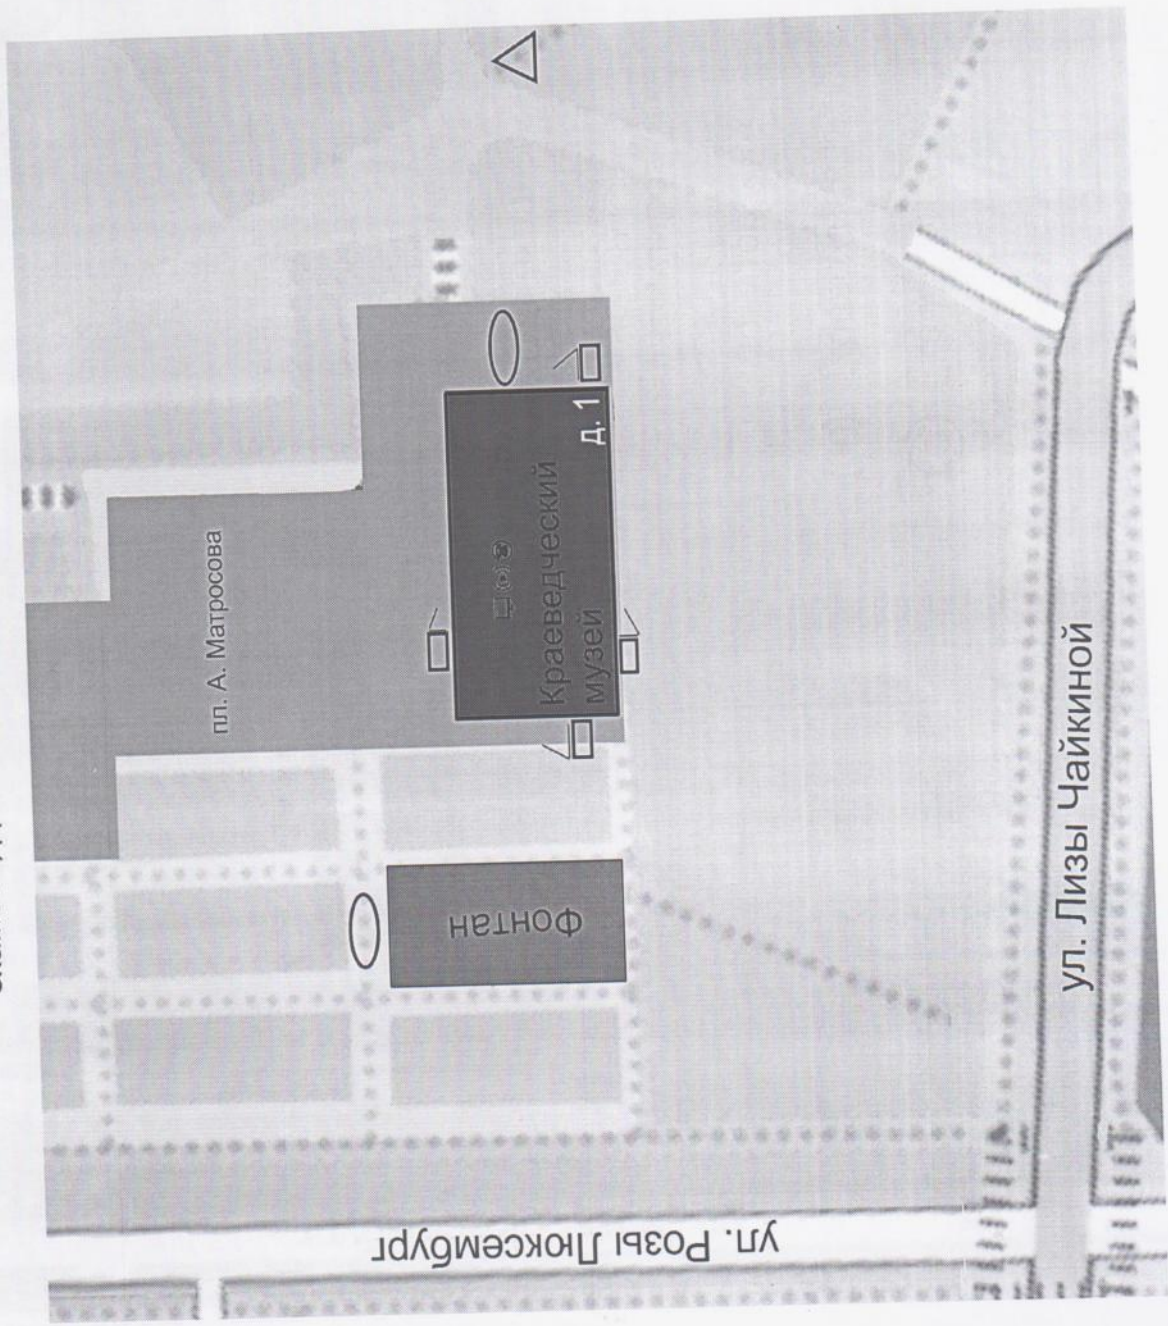 пл. А. Матросова
д. 1
Краеведческий
музей
Фонтан
ул. Лизы Чайкиной
ул. Розы Люксембург